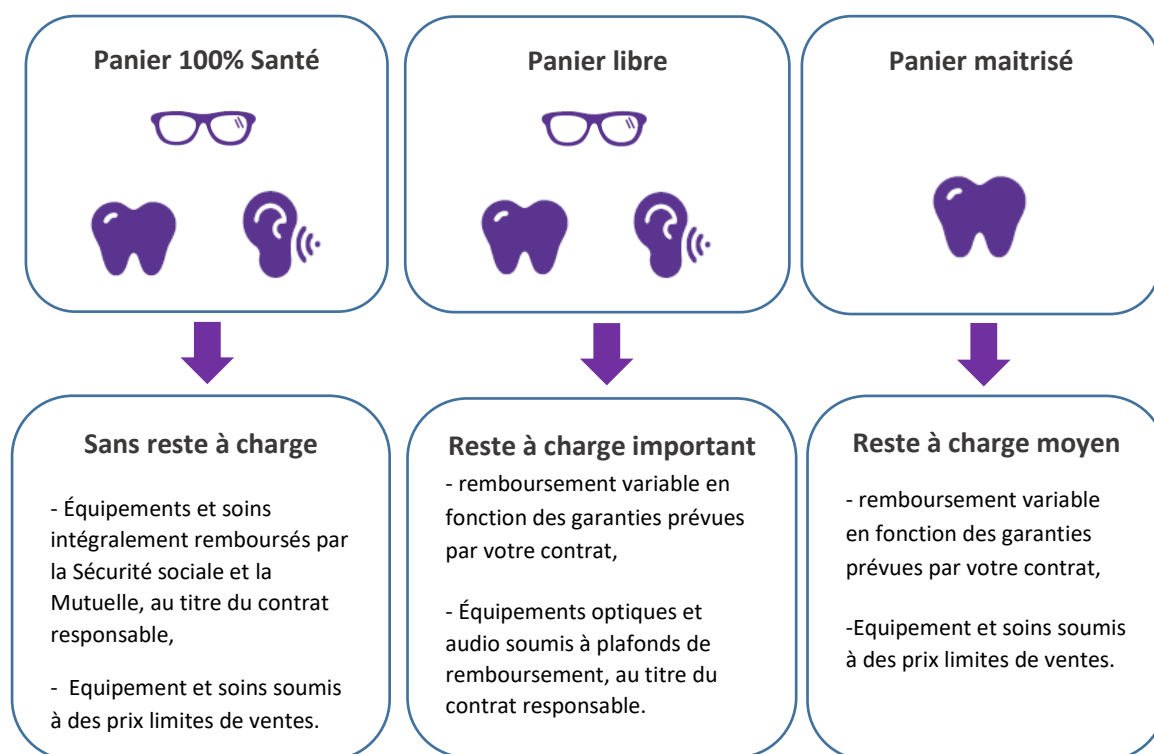 Panier 100% Santé
Panier libre
Panier maitrisé
Sans reste à charge
- Équipements et soins
intégralement remboursés par
la Sécurité sociale et la
Mutuelle, au titre du contrat
responsable,
- Equipement et soins soumis
à des prix limites de ventes.
Reste à charge important
- remboursement variable en
fonction des garanties prévues
par votre contrat,
- Équipements optiques et
audio soumis à plafonds de
remboursement, au titre du
contrat responsable.
Reste à charge moyen
- remboursement variable
en fonction des garanties
prévues par votre contrat,
-Equipement et soins soumis
à des prix limites de ventes.